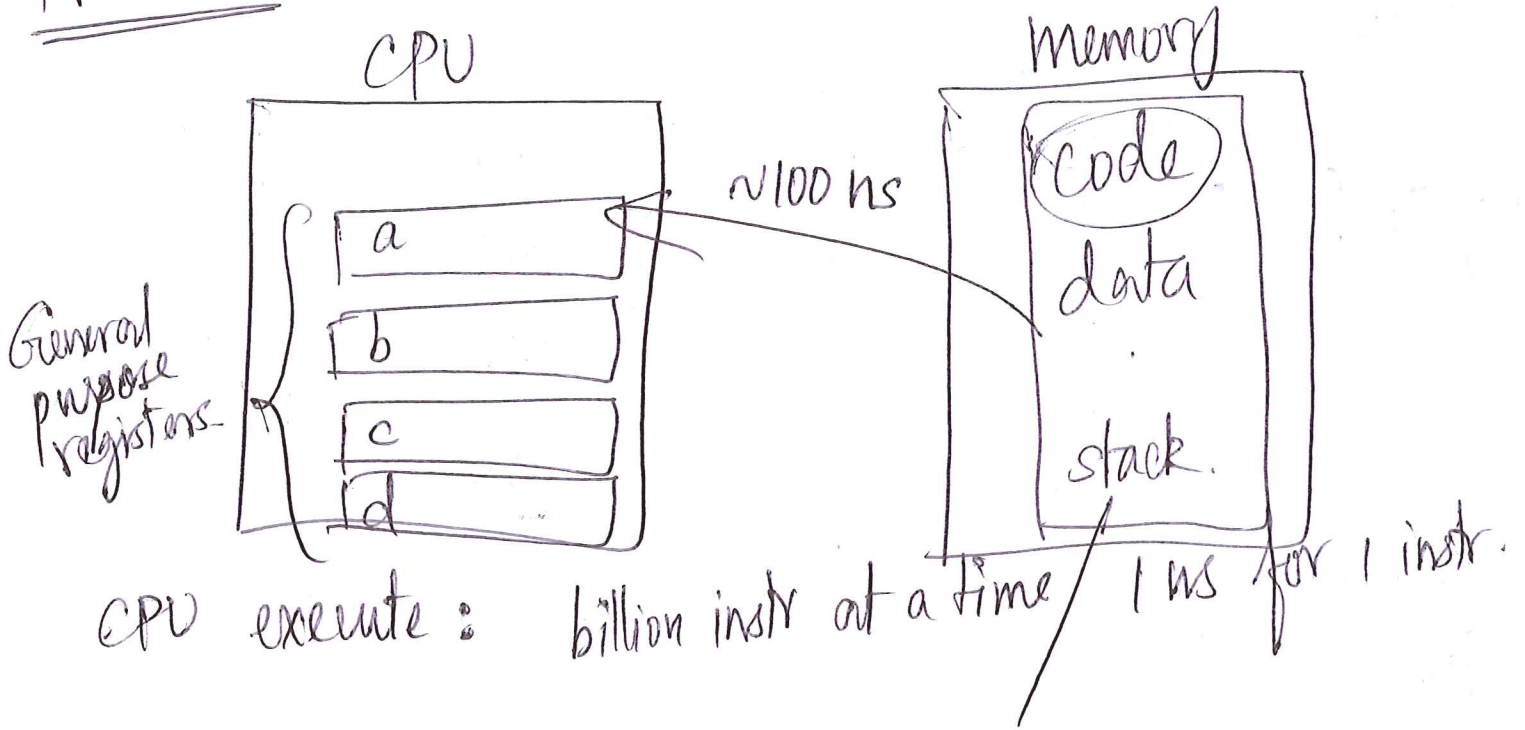 CPU
memory
~100 ns
code
a
data
General
purpose
registers
b
c
stack.
d
CPU execute: billion instr at a time 1 ns for 1 instr.